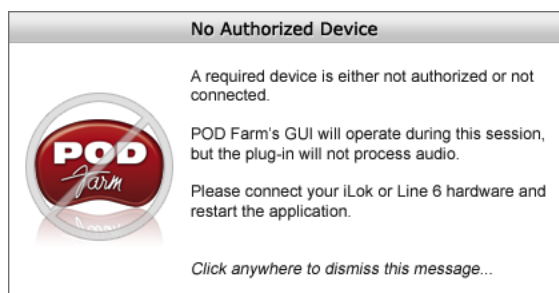 No Authorized Device
A required device is either not authorized or not
connected.
POD Farm's GUI will operate during this session,
but the plug-in will not process audio.
Please connect your iLok or Line 6 hardware and
restart the application.
Click anywhere to dismiss this message...
POD
Farm